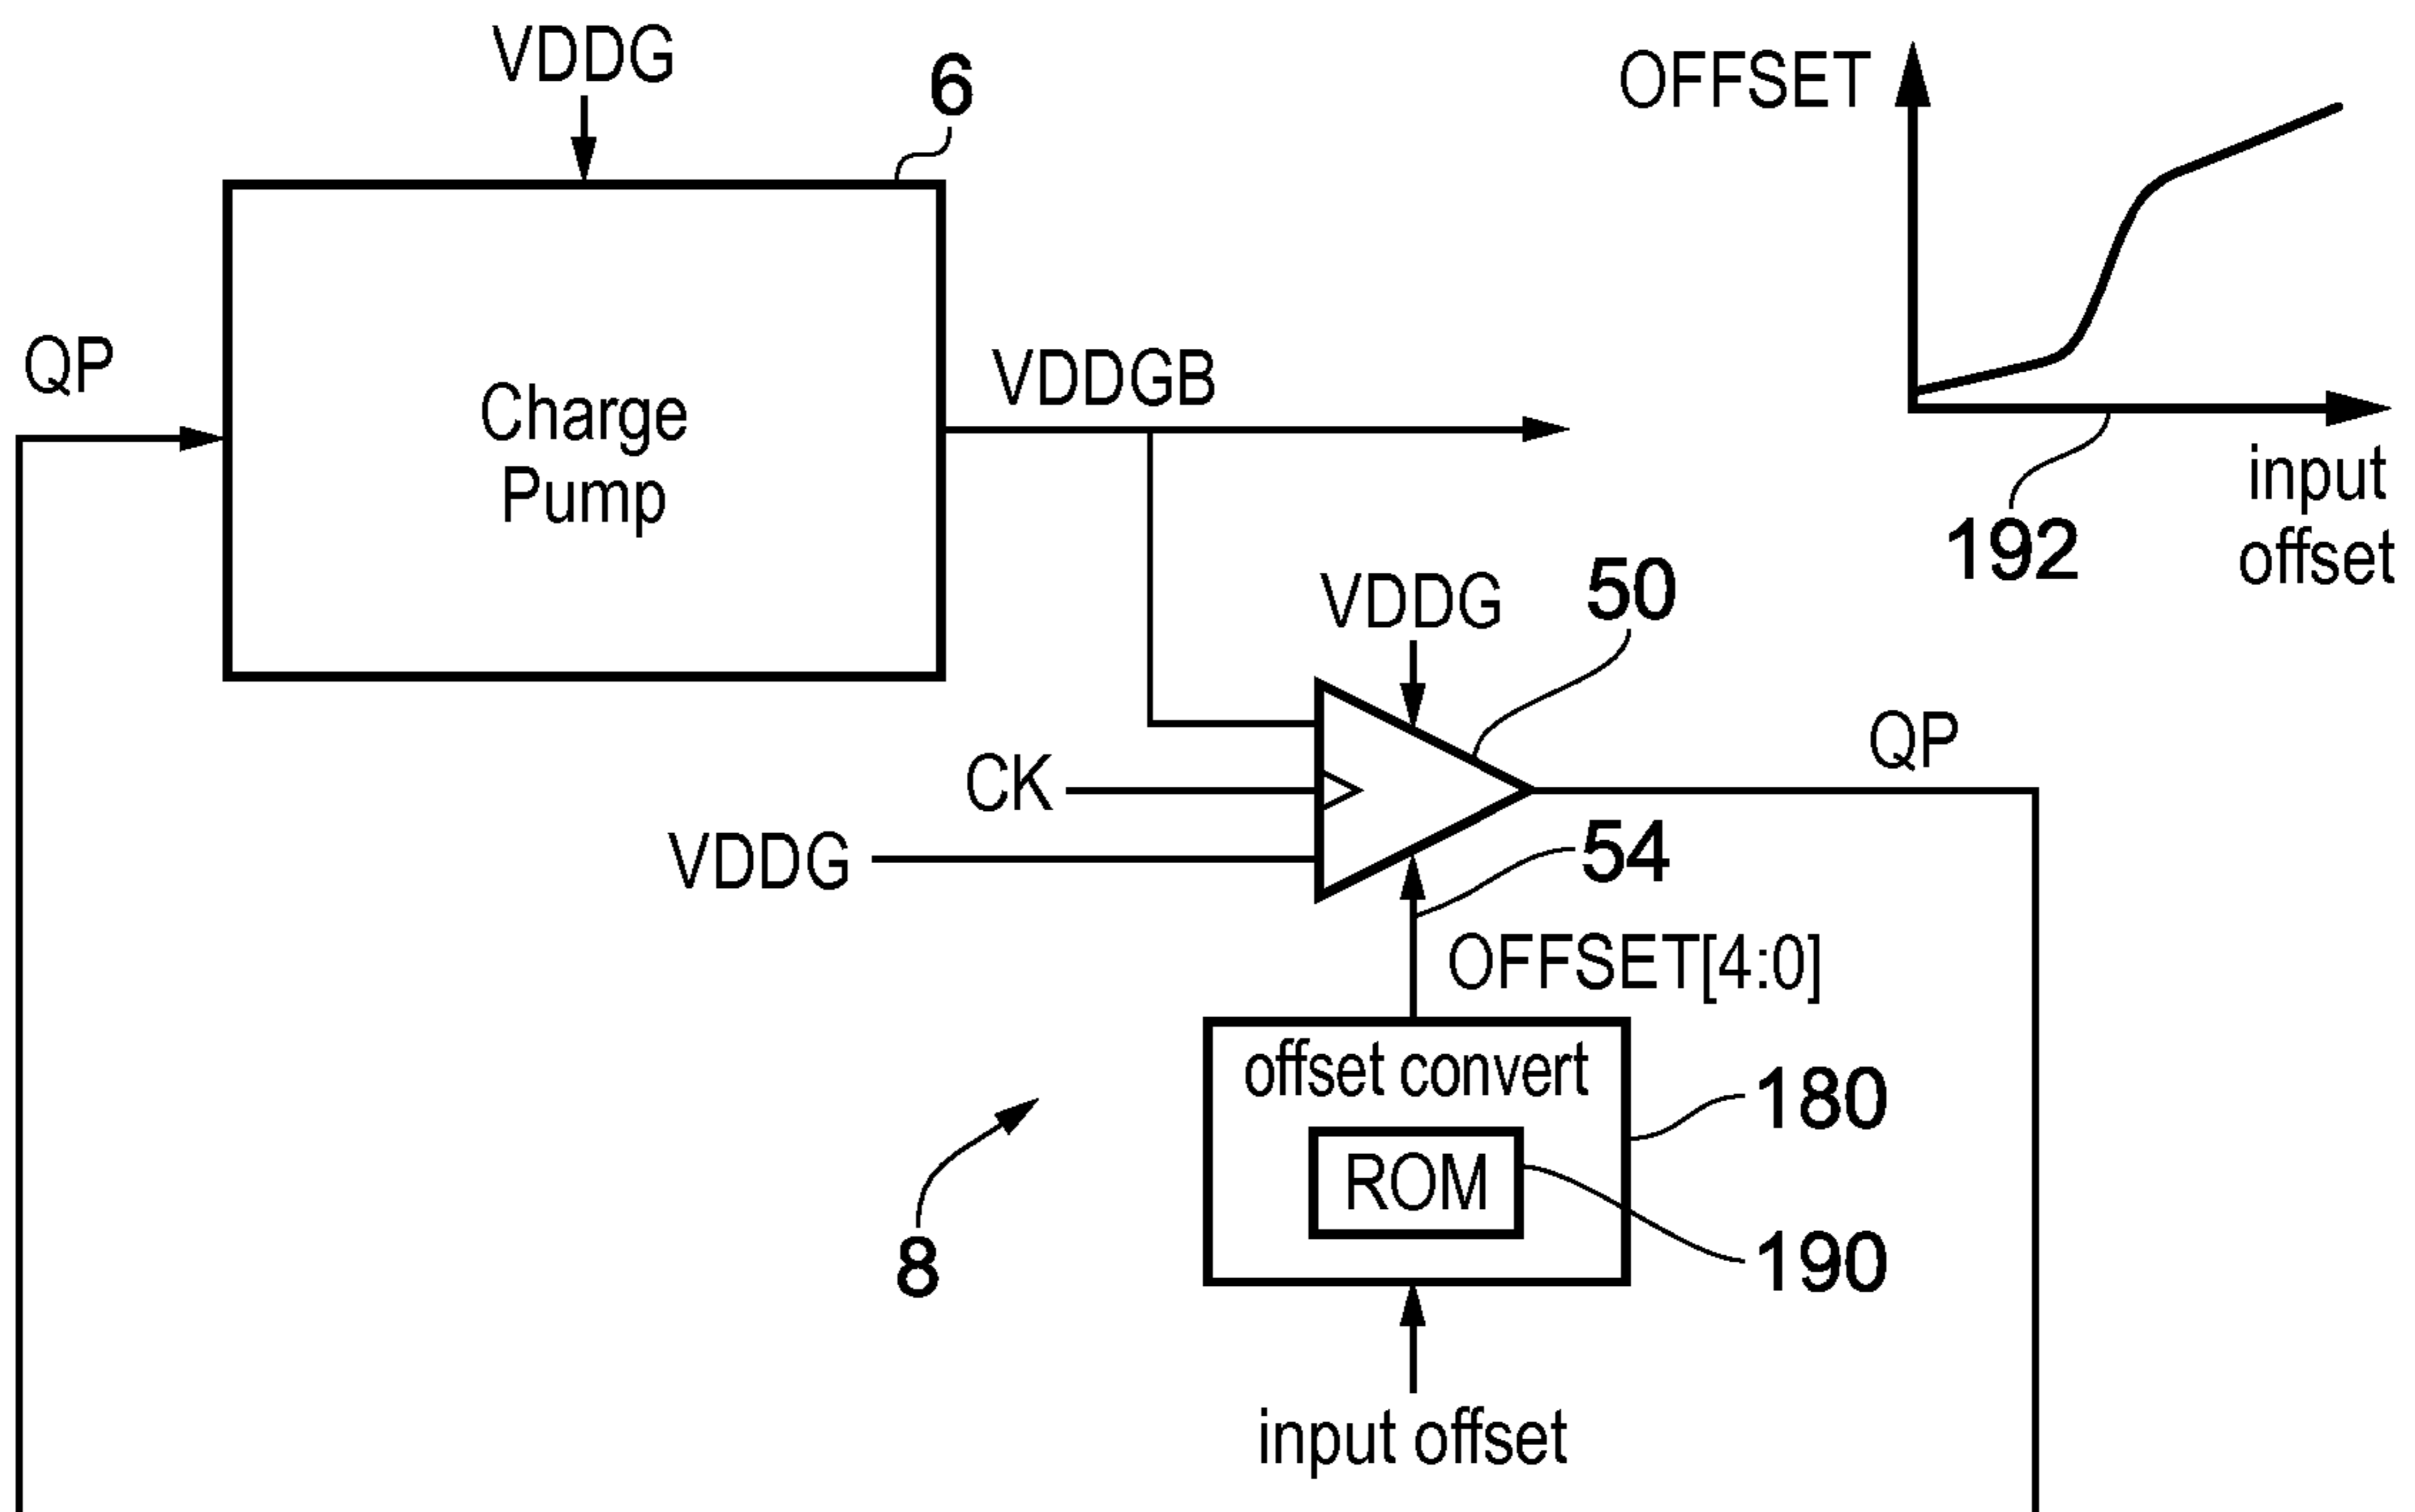 VDDG
6
OFFSET
QP
Charge
Pump
VDDGB
input
offset
192
VDDG
50
CK
QP
VDDG
54
OFFSET[4:0]
offset convert
180
ROM
190
8
input offset